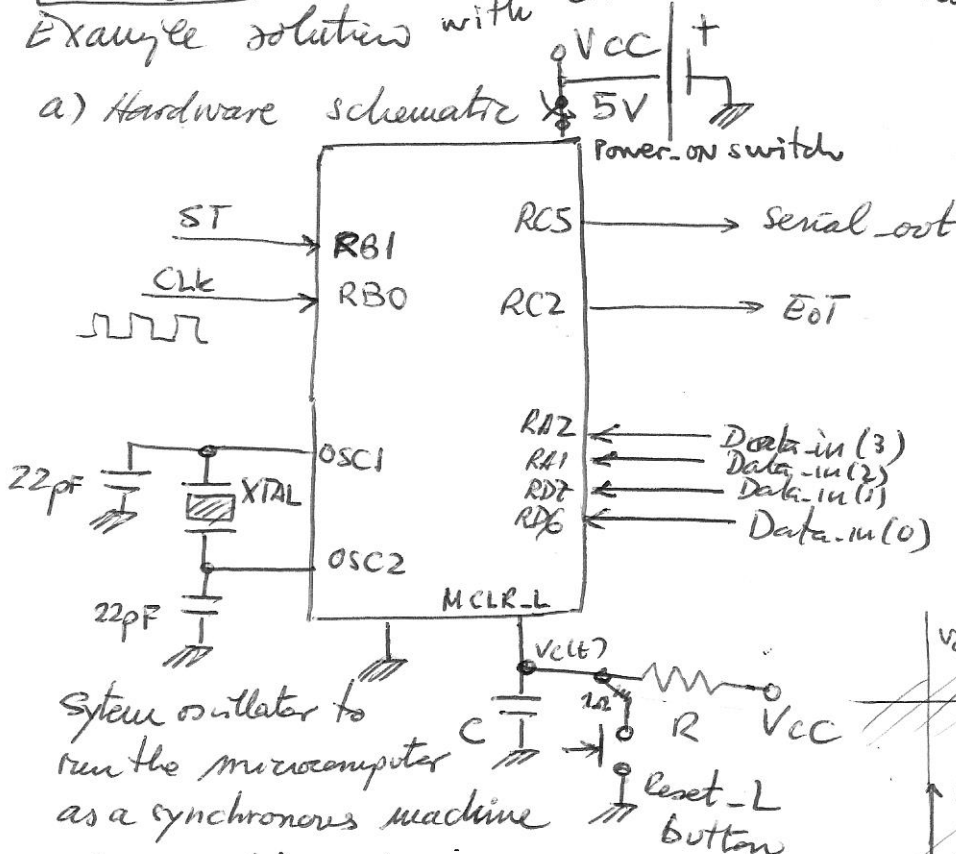 Example solution with
VCC +
a) Hardware schematic 5V
Power_ON switch
ST
RB1
RC5
Serial_out
CLK
RB0
RC2
EoT
RA2
Data_in(3)
RA1
Data_in(2)
RD7
Data_in(1)
RD6
Data_in(0)
OSC1
22pF
XTAL
OSC2
22pF
MCLR_L
Vc(t)
1Ω
C
R
VCC
Sytem oscillator to
run the microcomputer
as a synchronous machine
Reset_L
button